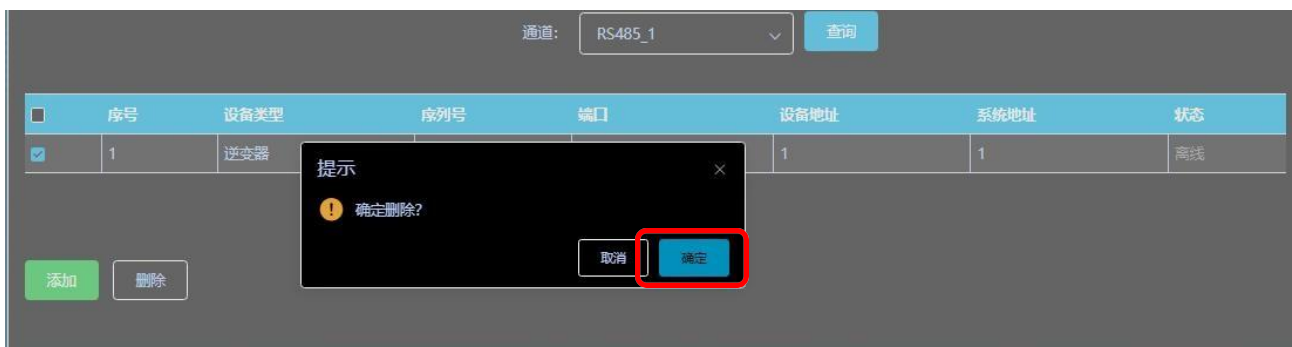 通道: RS485_1 查询
序号 设备类型 序列号 端口 设备地址 系统地址 状态
1 逆变器 1 1 离线
提示
确定删除?
取消 确定
添加 删除